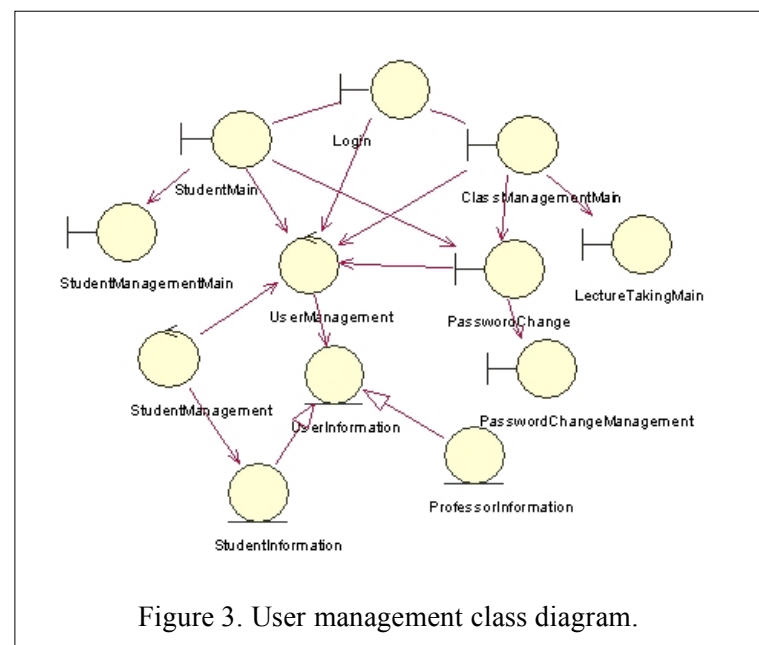 Login
StudentMain
ClassManagementMain
StudentManagementMain
LectureTakingMain
UserManagement
PasswordChange
StudentManagement
UserInformation
PasswordChangeManagement
ProfessorInformation
StudentInformation
Figure 3. User management class diagram.